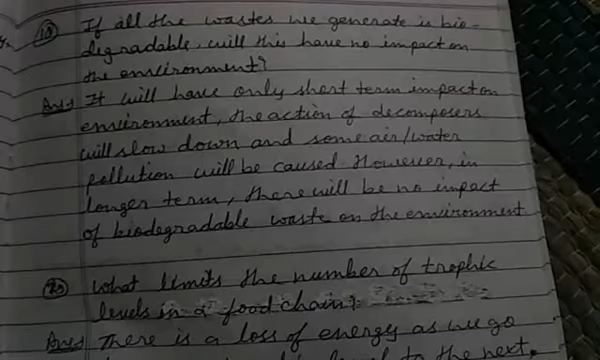 (19) If all the wastes we generate is bio-
degradable, will this have no impact on
the environment?
Ans) It will have only short term impact on
environment, the action of decomposers
will slow down and some air/water
pollution will be caused. However, in
longer term, there will be no impact
of biodegradable waste on the environment
(20) What limits the number of trophic
levels in a food chain?
Ans) There is a loss of energy as we go
level to the next,